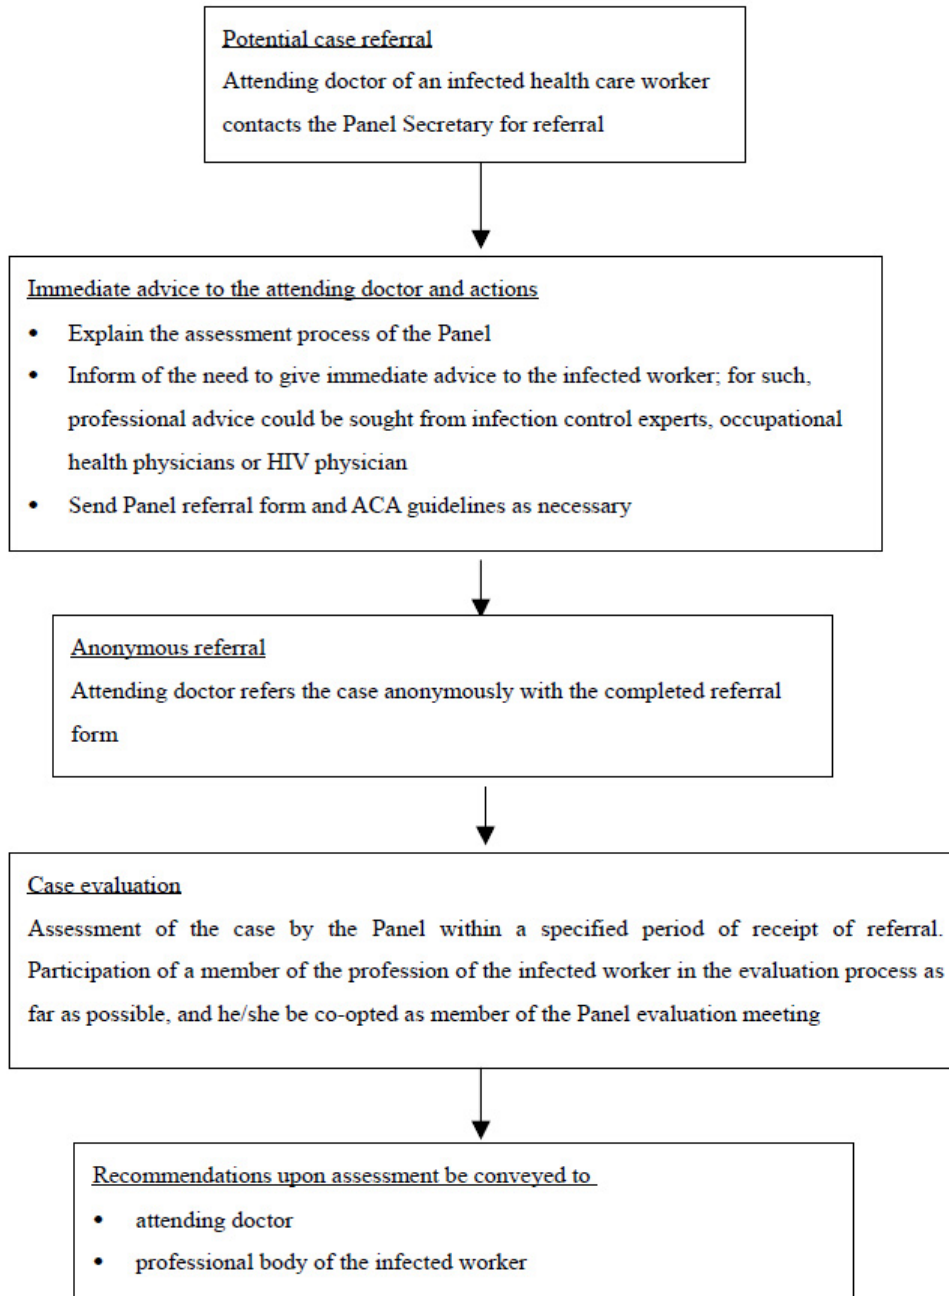 Potential case referral
Attending doctor of an infected health care worker
contacts the Panel Secretary for referral
Immediate advice to the attending doctor and actions
• Explain the assessment process of the Panel
• Inform of the need to give immediate advice to the infected worker; for such,
professional advice could be sought from infection control experts, occupational
health physicians or HIV physician
• Send Panel referral form and ACA guidelines as necessary
Anonymous referral
Attending doctor refers the case anonymously with the completed referral
form
Case evaluation
Assessment of the case by the Panel within a specified period of receipt of referral.
Participation of a member of the profession of the infected worker in the evaluation process as
far as possible, and he/she be co-opted as member of the Panel evaluation meeting
Recommendations upon assessment be conveyed to
• attending doctor
• professional body of the infected worker